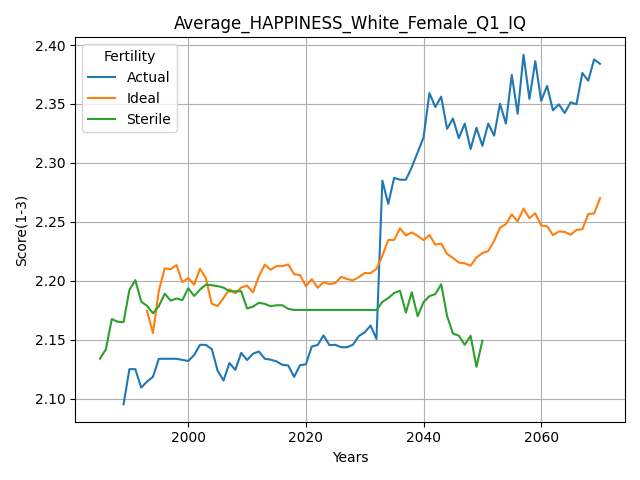 Average_HAPPINESS_White_Female_Q1_IQ
Fertility
Actual
Ideal
Sterile
2.40
2.35
2.30
2.25
2.20
2.15
2.10
Score(1-3)
2000 2020 2040 2060
Years